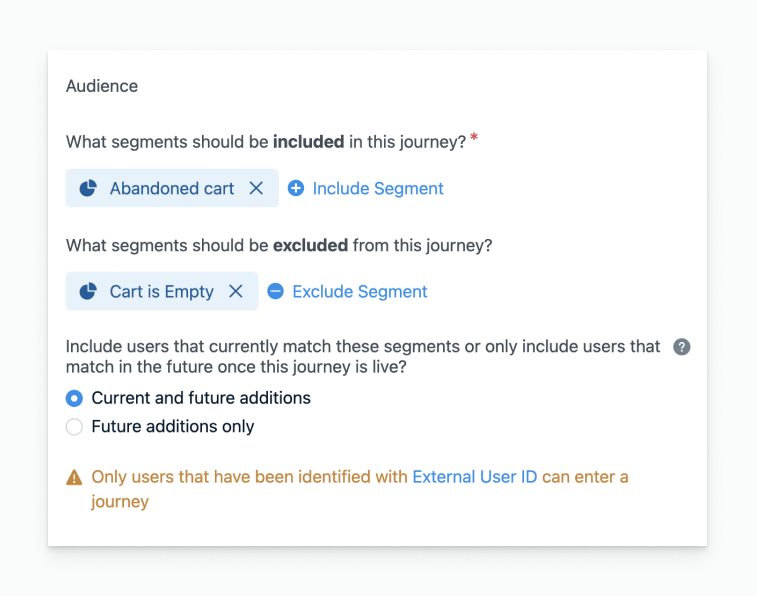 Audience
What segments should be included in this journey? *
Abandoned cart Include Segment
What segments should be excluded from this journey?
Cart is Empty Exclude Segment
Include users that currently match these segments or only include users that ?
match in the future once this journey is live?
Current and future additions
Future additions only
Only users that have been identified with External User ID can enter a
journey